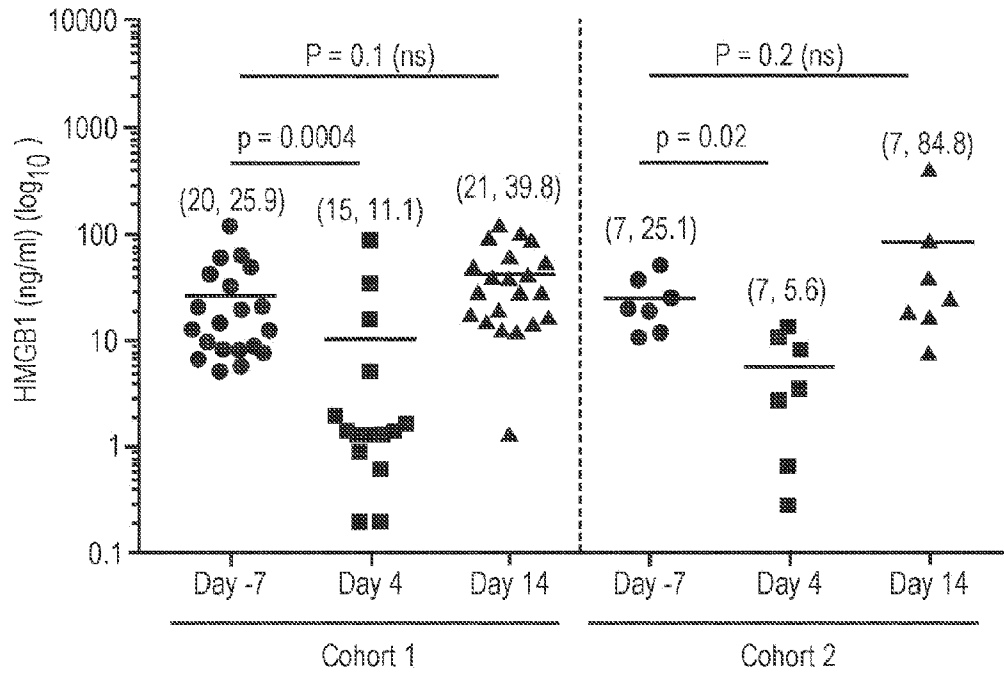 10000
P = 0.1 (ns)
P = 0.2 (ns)
1000
p = 0.0004
p = 0.02
(7, 84.8)
(20, 25.9)
(15, 11.1)
(21, 39.8)
(7, 25.1)
100
(7, 5.6)
10
1
0.1
HMGB1 (ng/ml) (log10)
Day -7
Day 4
Day 14
Day -7
Day 4
Day 14
Cohort 1
Cohort 2